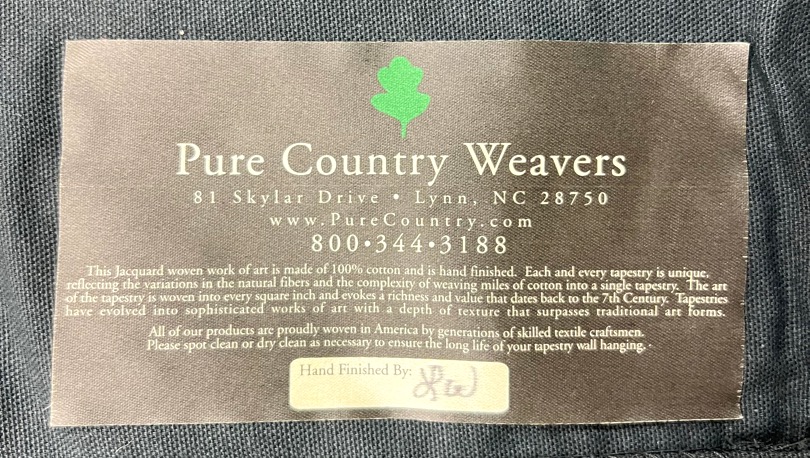 Pure Country Weavers
81 Skylar Drive • Lynn, NC 28750
www.PureCountry.com
800•344•3188
This Jacquard woven work of art is made of 100% cotton and is hand finished. Each and every tapestry is unique,
reflecting the variations in the natural fibers and the complexity of weaving miles of cotton into a single tapestry. The art
of the tapestry is woven into every square inch and evokes a richness and value that dates back to the 7th Century. Tapestries
have evolved into sophisticated works of art with a depth of texture that surpasses traditional art forms.
All of our products are proudly woven in America by generations of skilled textile craftsmen.
Please spot clean or dry clean as necessary to ensure the long life of your tapestry wall hanging.
Hand Finished By: